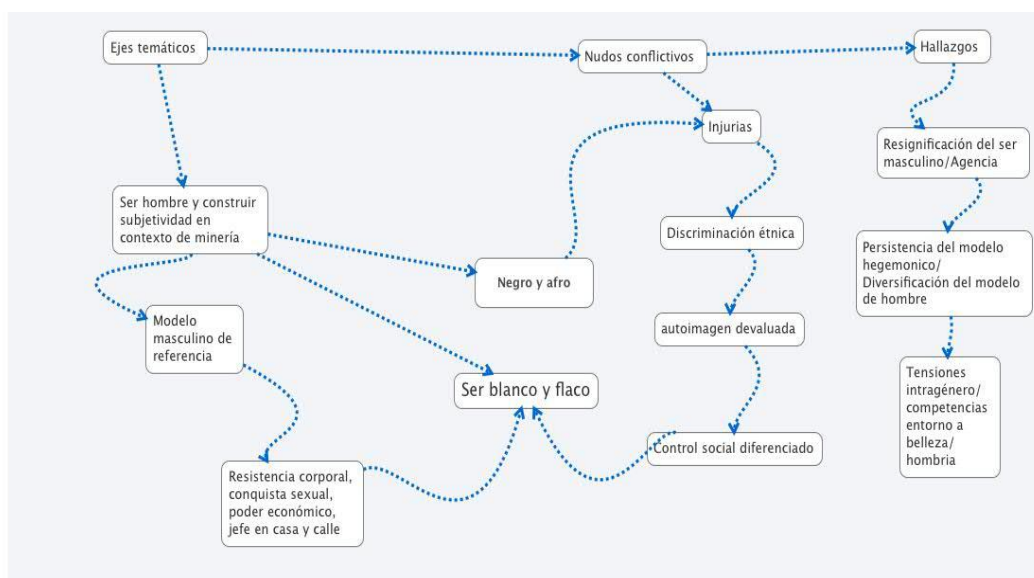 Ejes temáticos
Nudos conflictivos
Hallazgos
Injurias
Resignificación del ser
masculino/Agencia
Ser hombre y construir
subjetividad en
contexto de minería
Discriminación étnica
Persistencia del modelo
hegemonico/
Diversificación del modelo
de hombre
Negro y afro
Modelo
masculino de
referencia
autoimagen devaluada
Ser blanco y flaco
Tensiones
intragénero/
competencias
entorno a
belleza/
hombria
Control social diferenciado
Resistencia corporal,
conquista sexual,
poder económico,
jefe en casa y calle